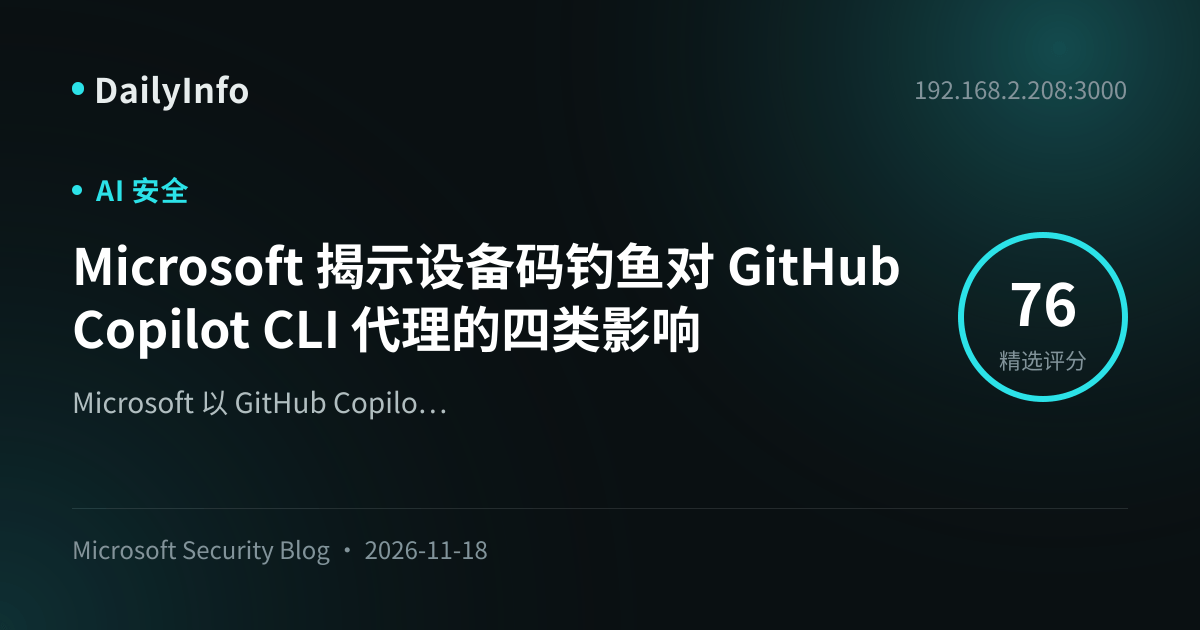 DailyInfo
192.168.2.208:3000
AI 安全
Microsoft 揭示设备码钓鱼对 GitHub
Copilot CLI 代理的四类影响
76
精选评分
Microsoft 以 GitHub Copilo…
Microsoft Security Blog · 2026-11-18